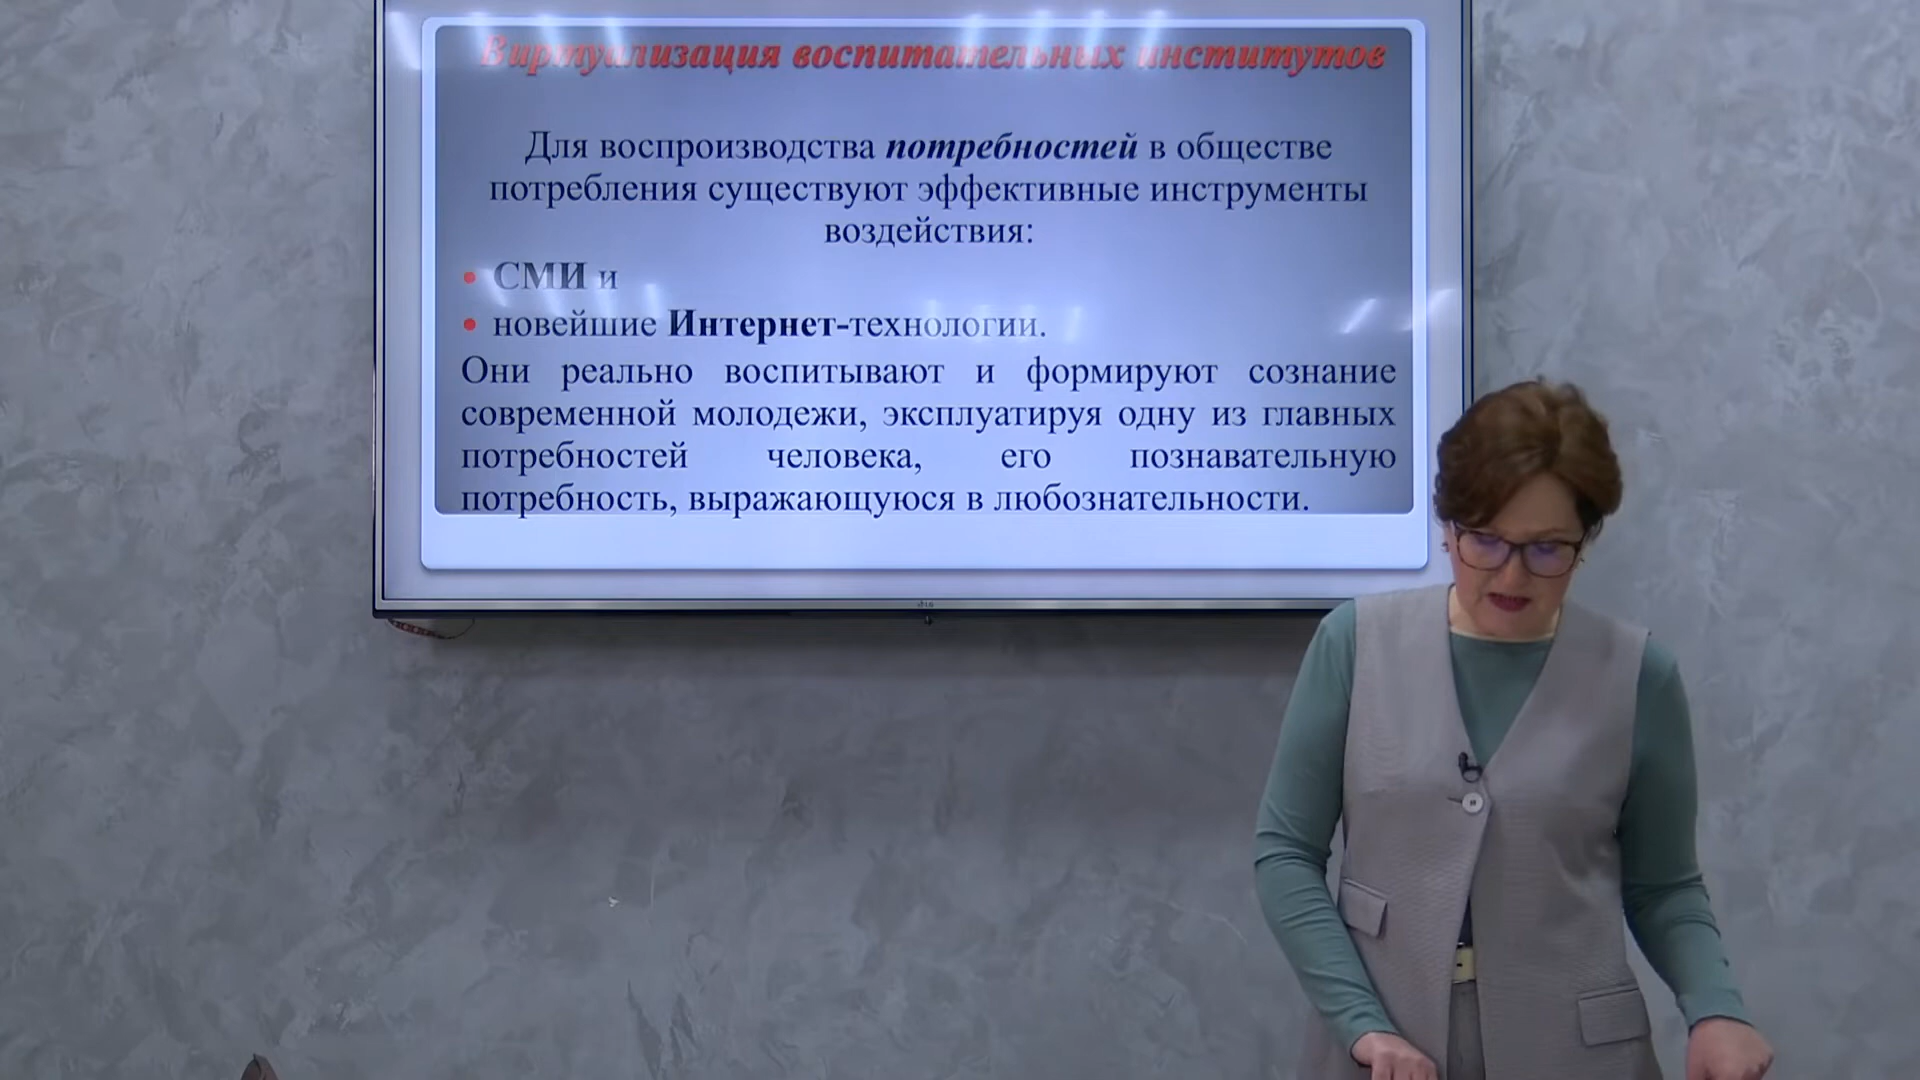 Виртуализация воспитательных институтов
Для воспроизводства потребностей в обществе
потребления существуют эффективные инструменты
воздействия:
• СМИ и
• новейшие Интернет-технологии.
Они реально воспитывают и формируют сознание
современной молодежи, эксплуатируя одну из главных
потребностей человека, его познавательную
потребность, выражающуюся в любознательности.